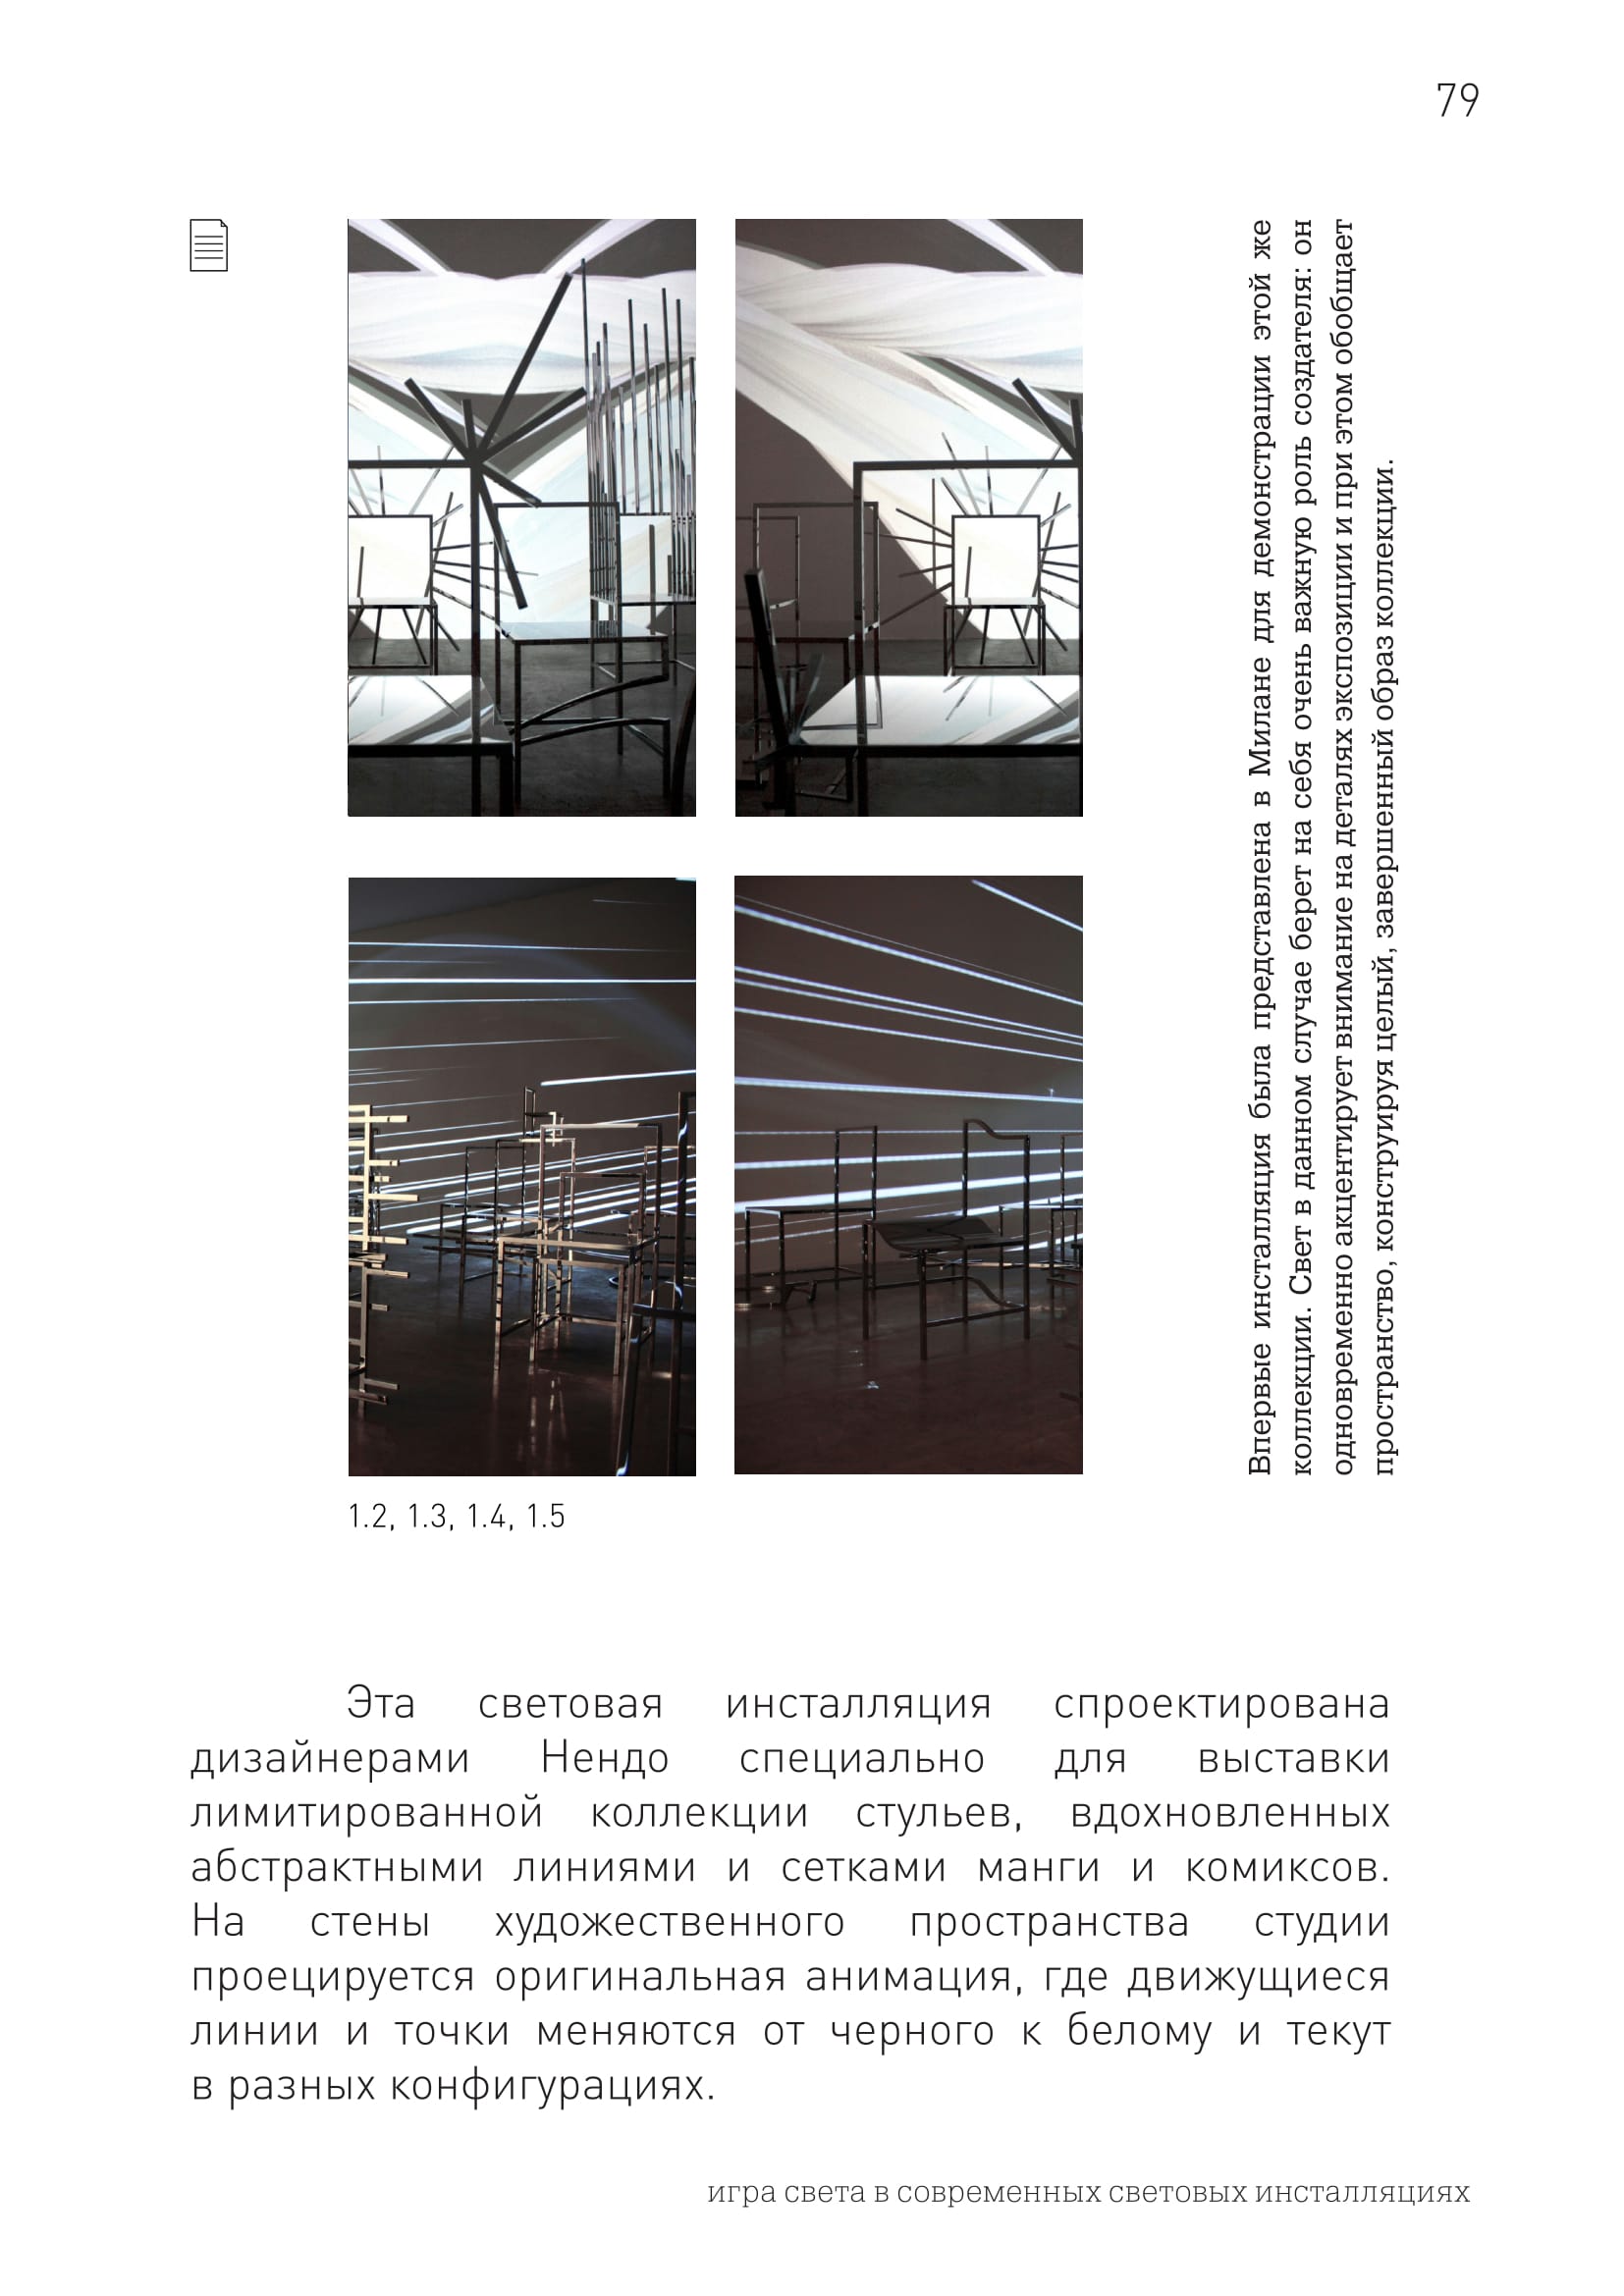 79
Впервые инсталляция была представлена в Милане для демонстрации этой же
коллекции. Свет в данном случае берет на себя очень важную роль создателя: он
одновременно акцентирует внимание на деталях экспозиции и при этом обобщает
пространство, конструируя целый, завершенный образ коллекции.
1.2, 1.3, 1.4, 1.5
Эта световая инсталляция спроектирована
дизайнерами Нендо специально для выставки
лимитированной коллекции стульев, вдохновленных
абстрактными линиями и сетками манги и комиксов.
На стены художественного пространства студии
проецируется оригинальная анимация, где движущиеся
линии и точки меняются от черного к белому и текут
в разных конфигурациях.
игра света в современных световых инсталляциях